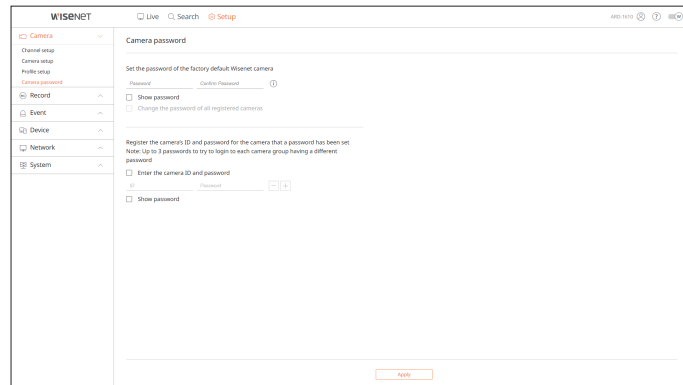 WISENET
Live Search Setup
ARD-1610
Camera
Channel setup
Camera setup
Profile setup
Camera password
Record
Event
Device
Network
System
Camera password
Set the password of the factory default Wisenet camera
Password Confirm Password
Show password
Change the password of all registered cameras
Register the camera's ID and password for the camera that a password has been set
Note: Up to 3 passwords to try to login to each camera group having a different
password
Enter the camera ID and password
ID Password
Show password
Apply